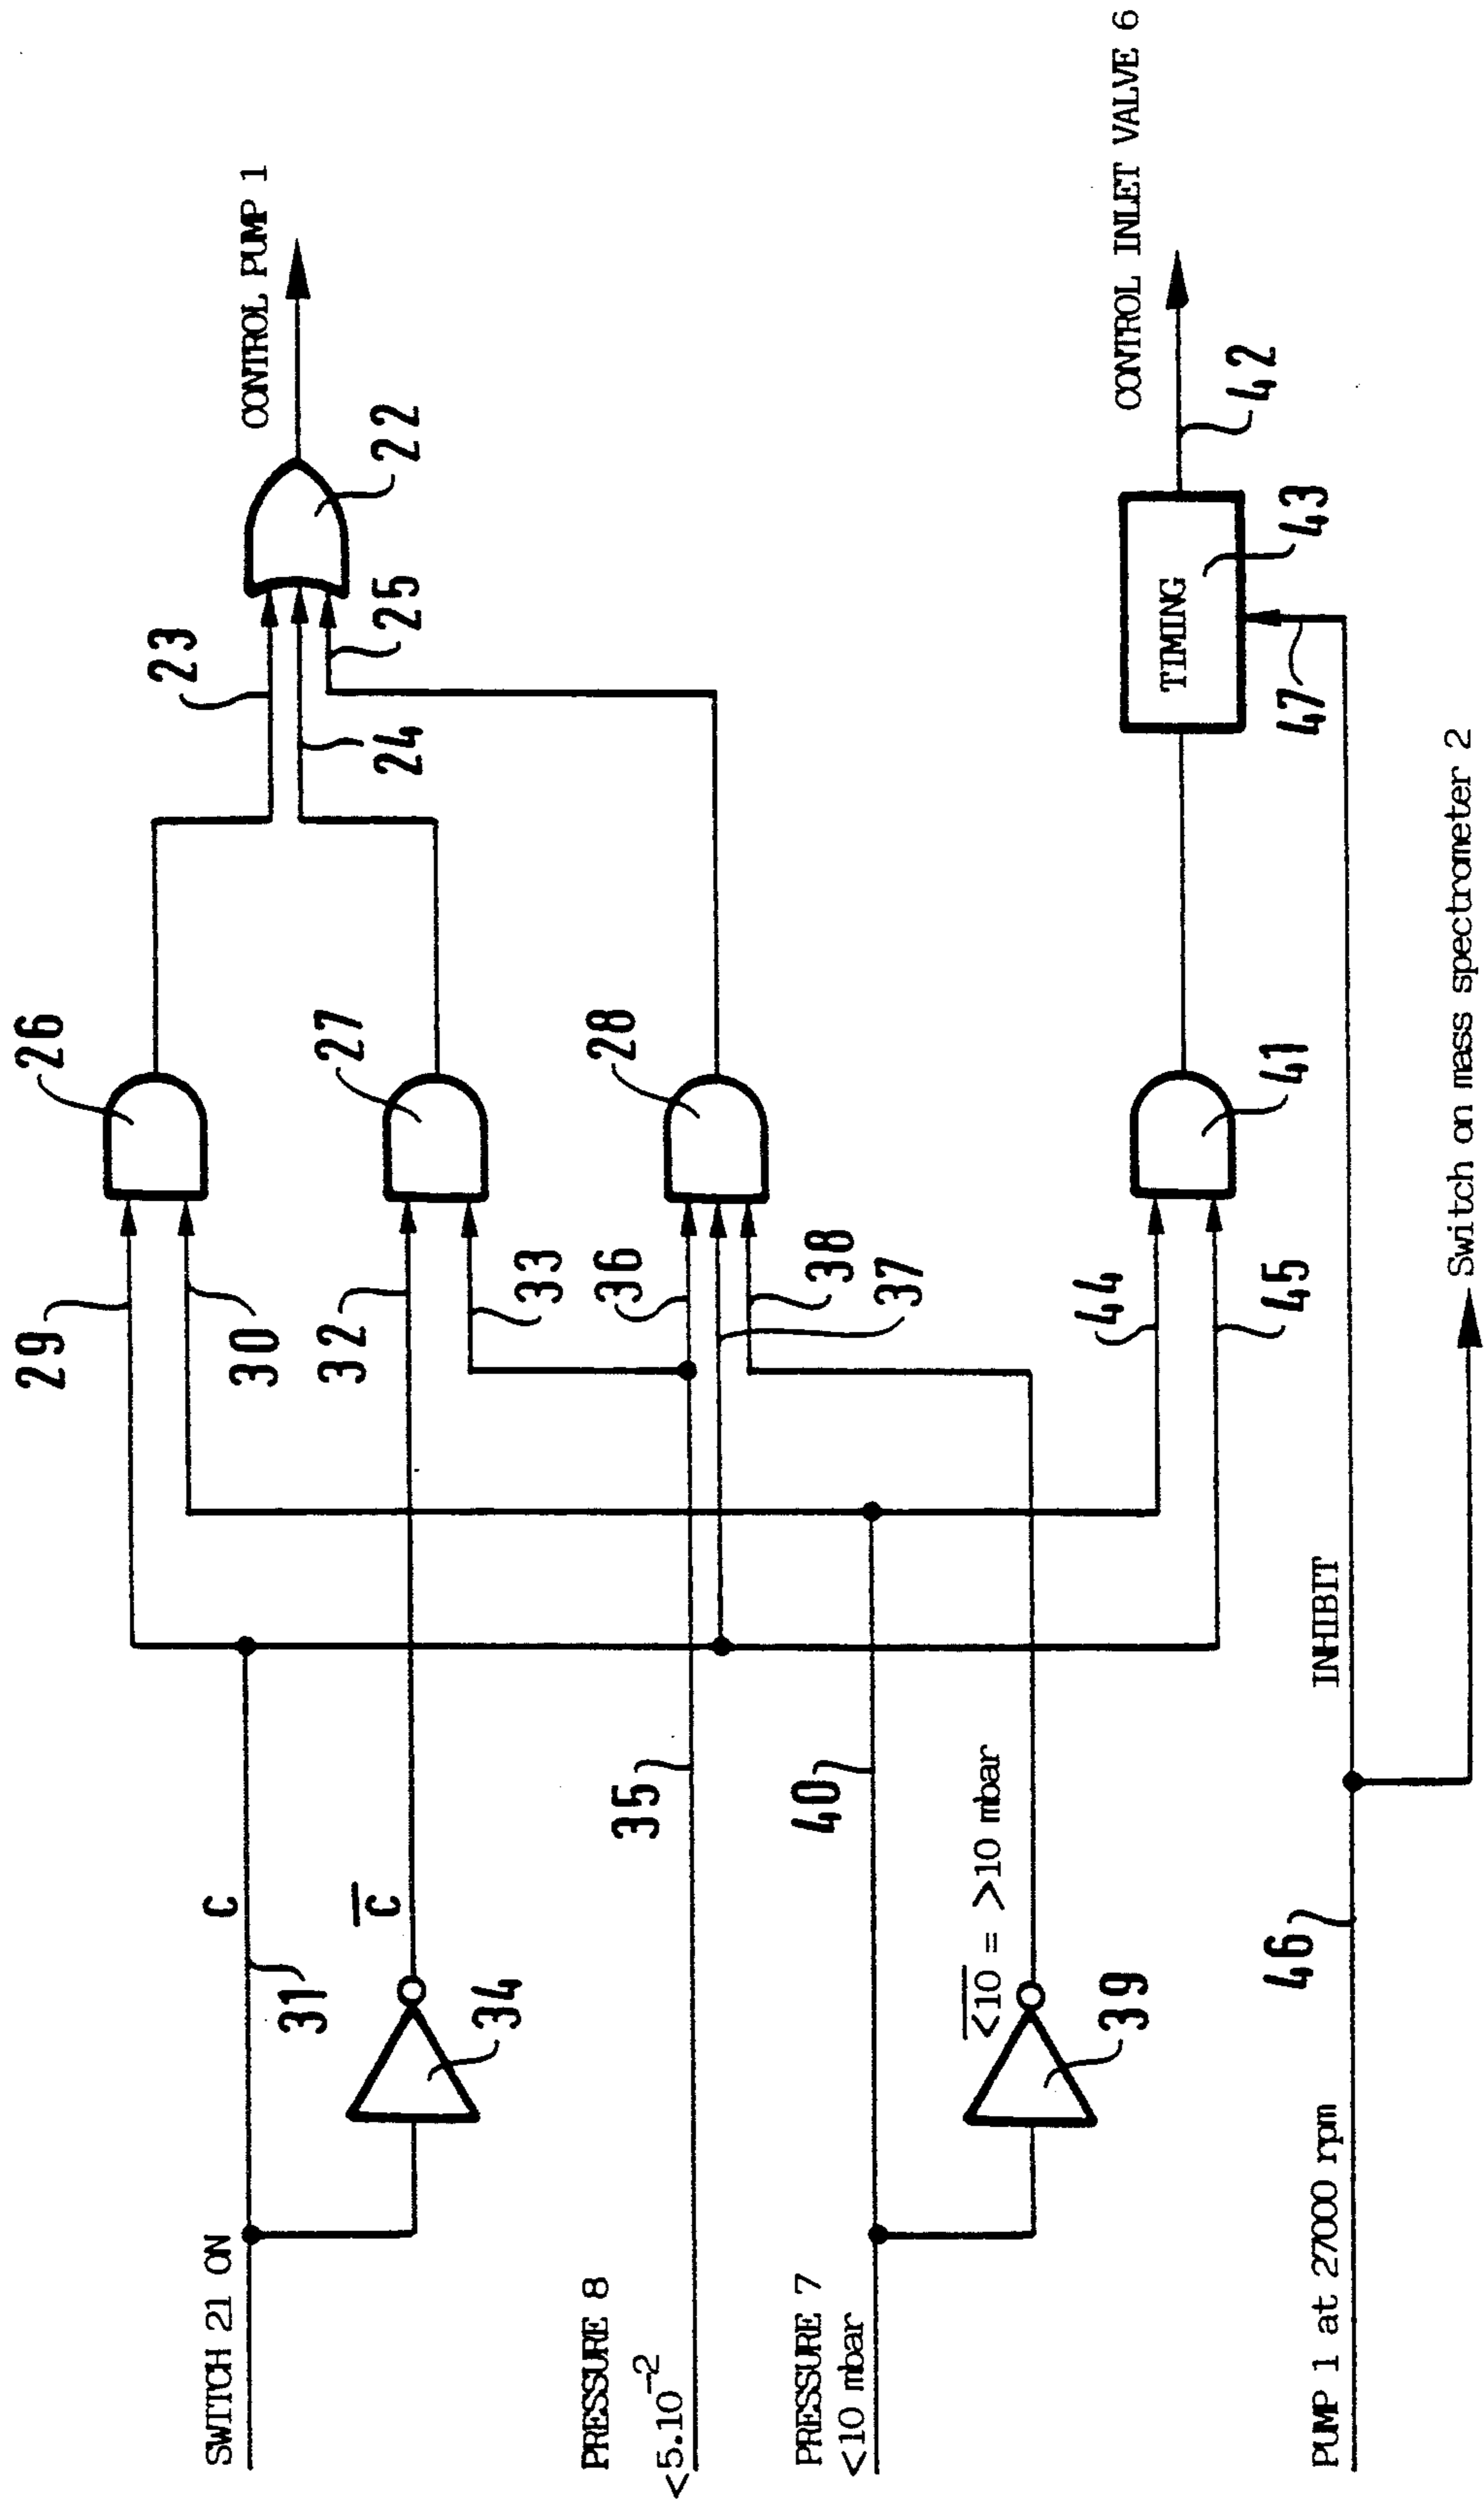 CONTROL PUMP 1
22
23
24
25
26
27
28
29
30
32
33
36
38
37
SWITCH 21 ON
31
C
C̅
34
PRESSURE 8
<5.10⁻²
35
PRESSURE 7
<10 mbar
40
<̅1̅0̅ = >10 mbar
39
CONTROL INLET VALVE 6
42
TIMING
43
47
41
44
45
PUMP 1 at 27000 rpm
46
INHIBIT
Switch on mass spectrometer 2